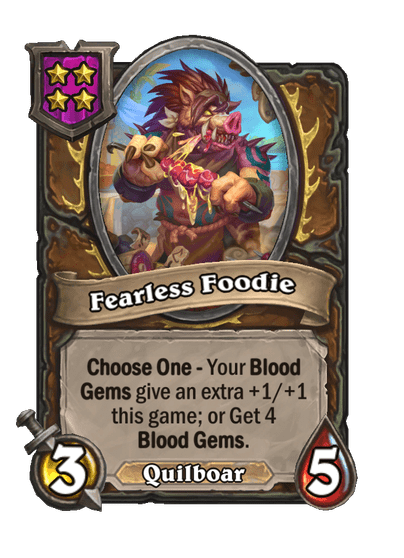 Fearless Foodie
Choose One - Your Blood
Gems give an extra +1/+1
this game; or Get 4
Blood Gems.
3
Quilboar
5